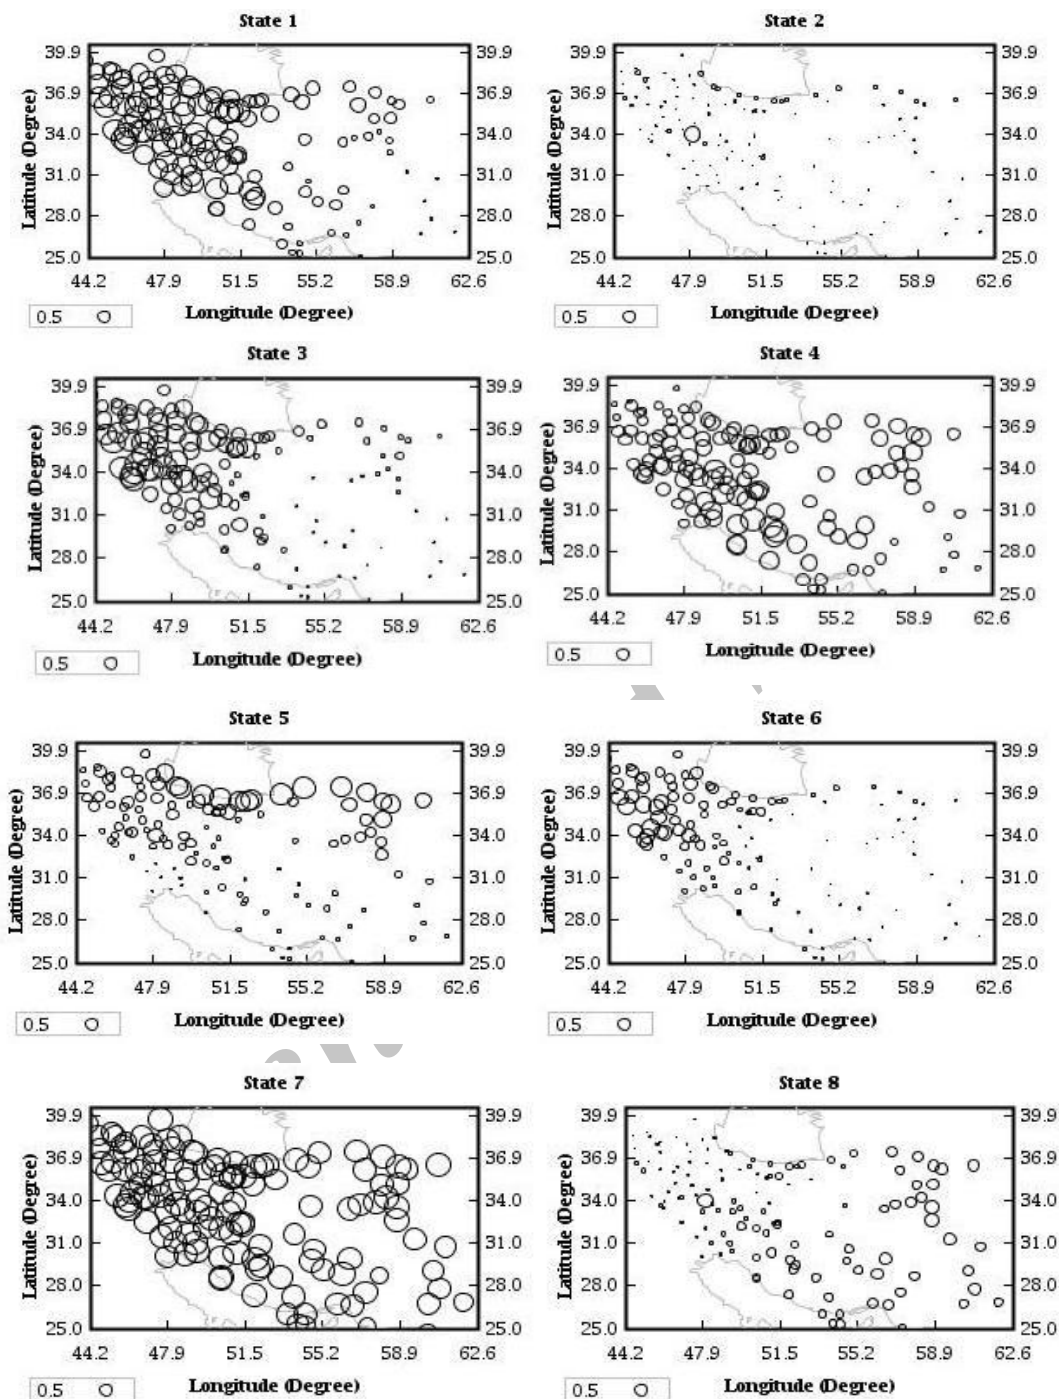 State 1
State 2
39.9 39.9 39.9 39.9
36.9 36.9 36.9 36.9
34.0 34.0 34.0 34.0
31.0 31.0 31.0 31.0
28.0 28.0 28.0 28.0
25.0 25.0 25.0 25.0
Latitude (Degree)
Latitude (Degree)
44.2 47.9 51.5 55.2 58.9 62.6
44.2 47.9 51.5 55.2 58.9 62.6
0.5 Longitude (Degree)
0.5 Longitude (Degree)
State 3
State 4
39.9 39.9 39.9 39.9
36.9 36.9 36.9 36.9
34.0 34.0 34.0 34.0
31.0 31.0 31.0 31.0
28.0 28.0 28.0 28.0
25.0 25.0 25.0 25.0
Latitude (Degree)
Latitude (Degree)
44.2 47.9 51.5 55.2 58.9 62.6
44.2 47.9 51.5 55.2 58.9 62.6
0.5 Longitude (Degree)
0.5 Longitude (Degree)
State 5
State 6
39.9 39.9 39.9 39.9
36.9 36.9 36.9 36.9
34.0 34.0 34.0 34.0
31.0 31.0 31.0 31.0
28.0 28.0 28.0 28.0
25.0 25.0 25.0 25.0
Latitude (Degree)
Latitude (Degree)
44.2 47.9 51.5 55.2 58.9 62.6
44.2 47.9 51.5 55.2 58.9 62.6
0.5 Longitude (Degree)
0.5 Longitude (Degree)
State 7
State 8
39.9 39.9 39.9 39.9
36.9 36.9 36.9 36.9
34.0 34.0 34.0 34.0
31.0 31.0 31.0 31.0
28.0 28.0 28.0 28.0
25.0 25.0 25.0 25.0
Latitude (Degree)
Latitude (Degree)
44.2 47.9 51.5 55.2 58.9 62.6
44.2 47.9 51.5 55.2 58.9 62.6
0.5 Longitude (Degree)
0.5 Longitude (Degree)